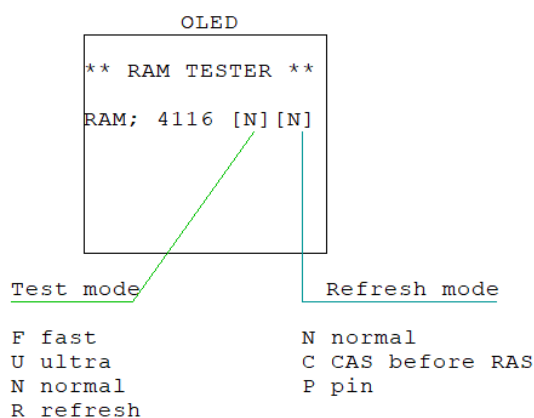 OLED
** RAM TESTER **
RAM; 4116 [N][N]
Test mode
Refresh mode
F fast
U ultra
N normal
R refresh
N normal
C CAS before RAS
P pin